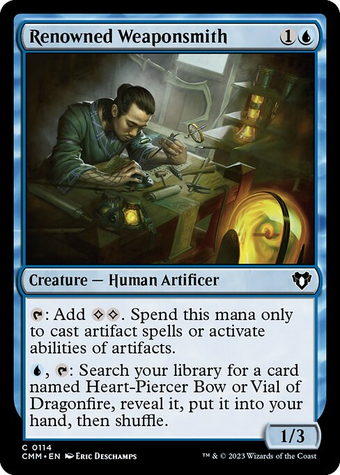 Renowned Weaponsmith 1
Creature — Human Artificer
: Add . Spend this mana only
to cast artifact spells or activate
abilities of artifacts.
, : Search your library for a card
named Heart-Piercer Bow or Vial of
Dragonfire, reveal it, put it into your
hand, then shuffle.
1/3
C 0114
CMM • EN Eric Deschamps
™ & © 2023 Wizards of the Coast